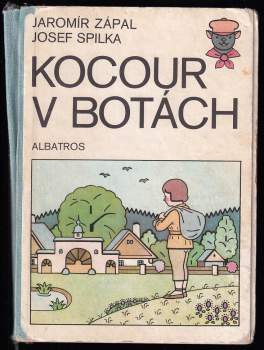 JAROMÍR ZÁPAL
JOSEF SPILKA
KOCOUR
V BOTÁCH
ALBATROS